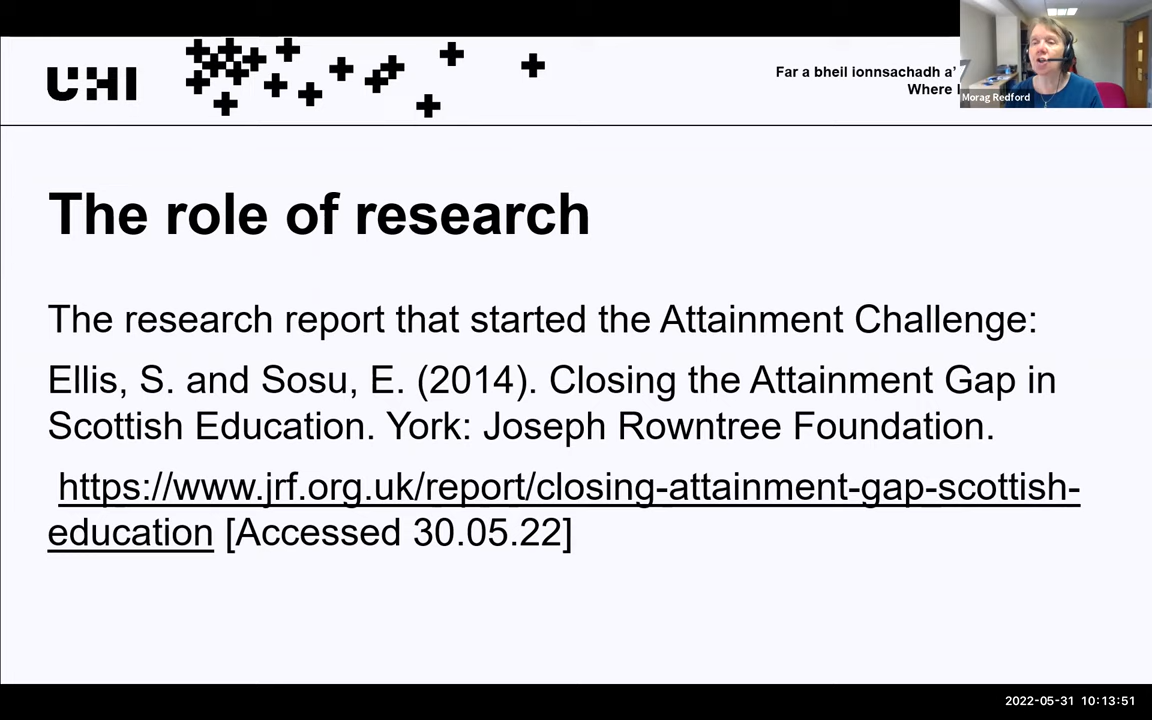 UHI
Far a bheil ionnsachadh a'
Where
Morag Redford
The role of research
The research report that started the Attainment Challenge:
Ellis, S. and Sosu, E. (2014). Closing the Attainment Gap in
Scottish Education. York: Joseph Rowntree Foundation.
https://www.jrf.org.uk/report/closing-attainment-gap-scottish-
education [Accessed 30.05.22]
2022-05-31 10:13:51